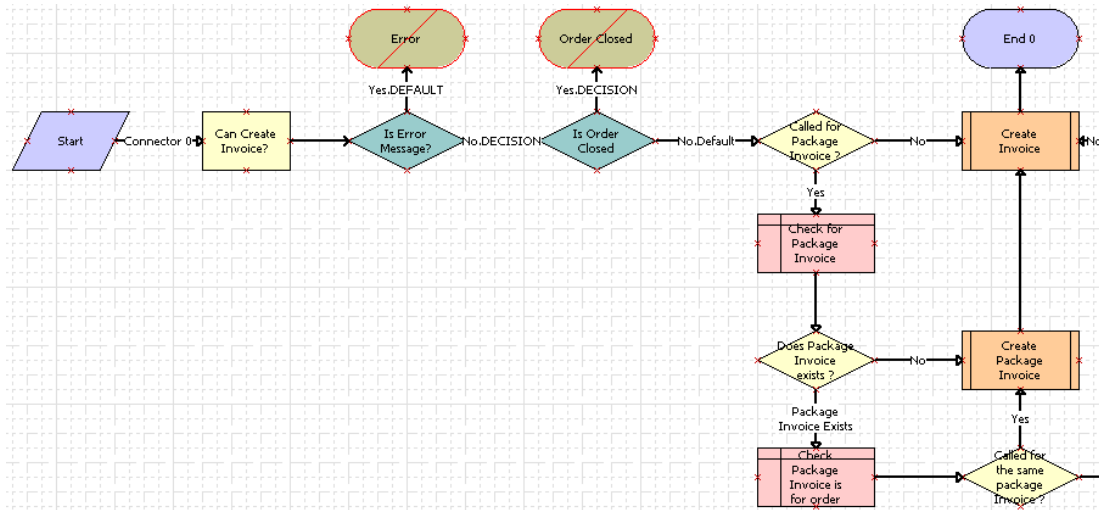 Error
Order Closed
End 0
Yes.DEFAULT
Yes.DECISION
Start
Connector 0
Can Create
Invoice?
Is Error
Message?
No.DECISION
Is Order
Closed
No.Default
Called for
Package
Invoice ?
No
Create
Invoice
No
Yes
Check for
Package
Invoice
Does Package
Invoice
exists ?
No
Create
Package
Invoice
Package
Invoice Exists
Yes
Check
Package
Invoice is
for order
Called for
the same
package
Invoice ?